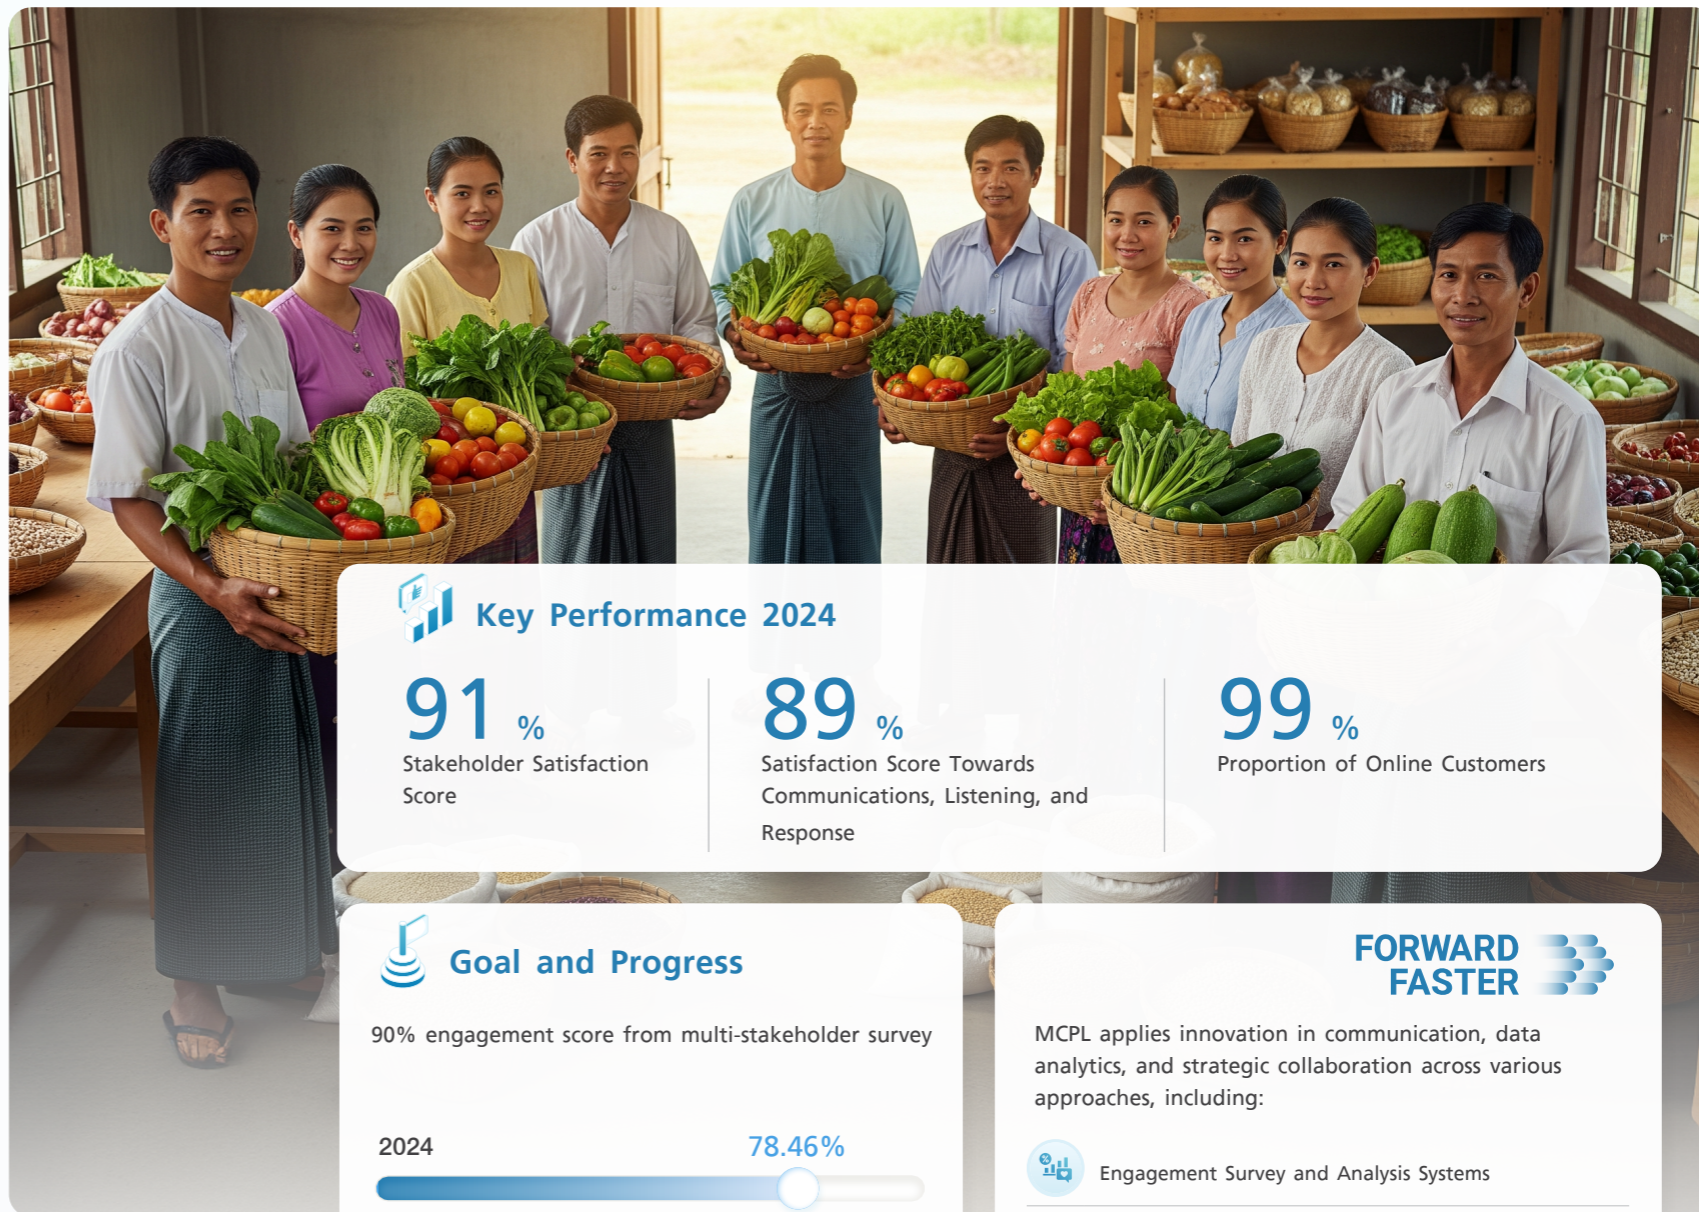 Key Performance 2024
91 %
Stakeholder Satisfaction
Score
89 %
Satisfaction Score Towards
Communications, Listening, and
Response
99 %
Proportion of Online Customers
Goal and Progress
90% engagement score from multi-stakeholder survey
2024
78.46%
FORWARD
FASTER
MCPL applies innovation in communication, data
analytics, and strategic collaboration across various
approaches, including:
Engagement Survey and Analysis Systems